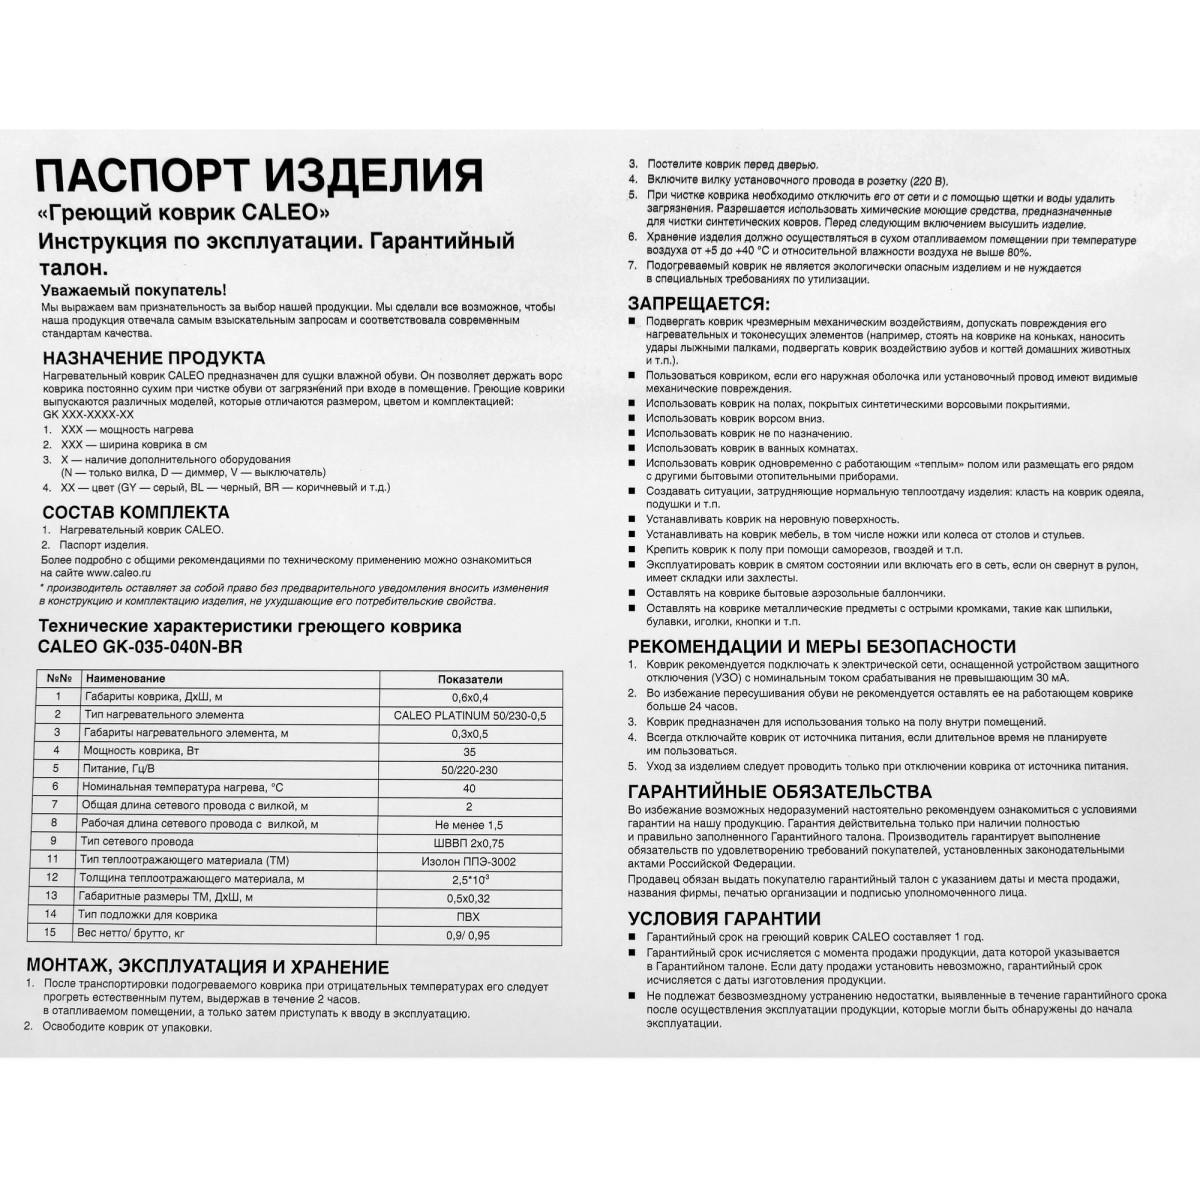 ПАСПОРТ ИЗДЕЛИЯ
«Греющий коврик CALEO»
Инструкция по эксплуатации. Гарантийный
талон.
Уважаемый покупатель!
Мы выражаем вам признательность за выбор нашей продукции. Мы сделали все возможное, чтобы
наша продукция отвечала самым взыскательным запросам и соответствовала современным
стандартам качества.
НАЗНАЧЕНИЕ ПРОДУКТА
Нагревательный коврик CALEO предназначен для сушки влажной обуви. Он позволяет держать ворс
коврика постоянно сухим при чистке обуви от загрязнений при входе в помещение. Греющие коврики
выпускаются различных моделей, которые отличаются размером, цветом и комплектацией:
GK XXX-XXXX-XX
1. XXX — мощность нагрева
2. XXX — ширина коврика в см
3. X — наличие дополнительного оборудования
(N — только вилка, D — диммер, V — выключатель)
4. XX — цвет (GY — серый, BL — черный, BR — коричневый и т.д.)
СОСТАВ КОМПЛЕКТА
1. Нагревательный коврик CALEO.
2. Паспорт изделия.
Более подробно с общими рекомендациями по техническому применению можно ознакомиться
на сайте www.caleo.ru
* производитель оставляет за собой право без предварительного уведомления вносить изменения
в конструкцию и комплектацию изделия, не ухудшающие его потребительские свойства.
Технические характеристики греющего коврика
CALEO GK-035-040N-BR
№№ Наименование Показатели
1 Габариты коврика, ДхШ, м 0,6x0,4
2 Тип нагревательного элемента CALEO PLATINUM 50/230-0,5
3 Габариты нагревательного элемента, м 0,3x0,5
4 Мощность коврика, Вт 35
5 Питание, Гц/В 50/220-230
6 Номинальная температура нагрева, °С 40
7 Общая длина сетевого провода с вилкой, м 2
8 Рабочая длина сетевого провода с вилкой, м Не менее 1,5
9 Тип сетевого провода ШВВП 2x0,75
11 Тип теплоотражающего материала (ТМ) Изолон ППЭ-3002
12 Толщина теплоотражающего материала, м 2,5*10³
13 Габаритные размеры ТМ, ДхШ, м 0,5x0,32
14 Тип подложки для коврика ПВХ
15 Вес нетто/ брутто, кг 0,9/ 0,95
МОНТАЖ, ЭКСПЛУАТАЦИЯ И ХРАНЕНИЕ
1. После транспортировки подогреваемого коврика при отрицательных температурах его следует
прогреть естественным путем, выдержав в течение 2 часов.
в отапливаемом помещении, а только затем приступать к вводу в эксплуатацию.
2. Освободите коврик от упаковки.
3. Постелите коврик перед дверью.
4. Включите вилку установочного провода в розетку (220 В).
5. При чистке коврика необходимо отключить его от сети и с помощью щетки и воды удалить
загрязнения. Разрешается использовать химические моющие средства, предназначенные
для чистки синтетических ковров. Перед следующим включением высушить изделие.
6. Хранение изделия должно осуществляться в сухом отапливаемом помещении при температуре
воздуха от +5 до +40 °С и относительной влажности воздуха не выше 80%.
7. Подогреваемый коврик не является экологически опасным изделием и не нуждается
в специальных требованиях по утилизации.
ЗАПРЕЩАЕТСЯ:
■ Подвергать коврик чрезмерным механическим воздействиям, допускать повреждения его
нагревательных и токонесущих элементов (например, стоять на коврике на коньках, наносить
удары лыжными палками, подвергать коврик воздействию зубов и когтей домашних животных
и т.п.).
■ Пользоваться ковриком, если его наружная оболочка или установочный провод имеют видимые
механические повреждения.
■ Использовать коврик на полах, покрытых синтетическими ворсовыми покрытиями.
■ Использовать коврик ворсом вниз.
■ Использовать коврик не по назначению.
■ Использовать коврик в ванных комнатах.
■ Использовать коврик одновременно с работающим «теплым» полом или размещать его рядом
с другими бытовыми отопительными приборами.
■ Создавать ситуации, затрудняющие нормальную теплоотдачу изделия: класть на коврик одеяла,
подушки и т.п.
■ Устанавливать коврик на неровную поверхность.
■ Устанавливать на коврик мебель, в том числе ножки или колеса от столов и стульев.
■ Крепить коврик к полу при помощи саморезов, гвоздей и т.п.
■ Эксплуатировать коврик в смятом состоянии или включать его в сеть, если он свернут в рулон,
имеет складки или захлесты.
■ Оставлять на коврике бытовые аэрозольные баллончики.
■ Оставлять на коврике металлические предметы с острыми кромками, такие как шпильки,
булавки, иголки, кнопки и т.п.
РЕКОМЕНДАЦИИ И МЕРЫ БЕЗОПАСНОСТИ
1. Коврик рекомендуется подключать к электрической сети, оснащенной устройством защитного
отключения (УЗО) с номинальным током срабатывания не превышающим 30 мА.
2. Во избежание пересушивания обуви не рекомендуется оставлять ее на работающем коврике
больше 24 часов.
3. Коврик предназначен для использования только на полу внутри помещений.
4. Всегда отключайте коврик от источника питания, если длительное время не планируете
им пользоваться.
5. Уход за изделием следует проводить только при отключении коврика от источника питания.
ГАРАНТИЙНЫЕ ОБЯЗАТЕЛЬСТВА
Во избежание возможных недоразумений настоятельно рекомендуем ознакомиться с условиями
гарантии на нашу продукцию. Гарантия действительна только при наличии полностью
и правильно заполненного Гарантийного талона. Производитель гарантирует выполнение
обязательств по удовлетворению требований покупателей, установленных законодательными
актами Российской Федерации.
Продавец обязан выдать покупателю гарантийный талон с указанием даты и места продажи,
названия фирмы, печатью организации и подписью уполномоченного лица.
УСЛОВИЯ ГАРАНТИИ
■ Гарантийный срок на греющий коврик CALEO составляет 1 год.
■ Гарантийный срок исчисляется с момента продажи продукции, дата которой указывается
в Гарантийном талоне. Если дату продажи установить невозможно, гарантийный срок
исчисляется с даты изготовления продукции.
■ Не подлежат безвозмездному устранению недостатки, выявленные в течение гарантийного срока
после осуществления эксплуатации продукции, которые могли быть обнаружены до начала
эксплуатации.